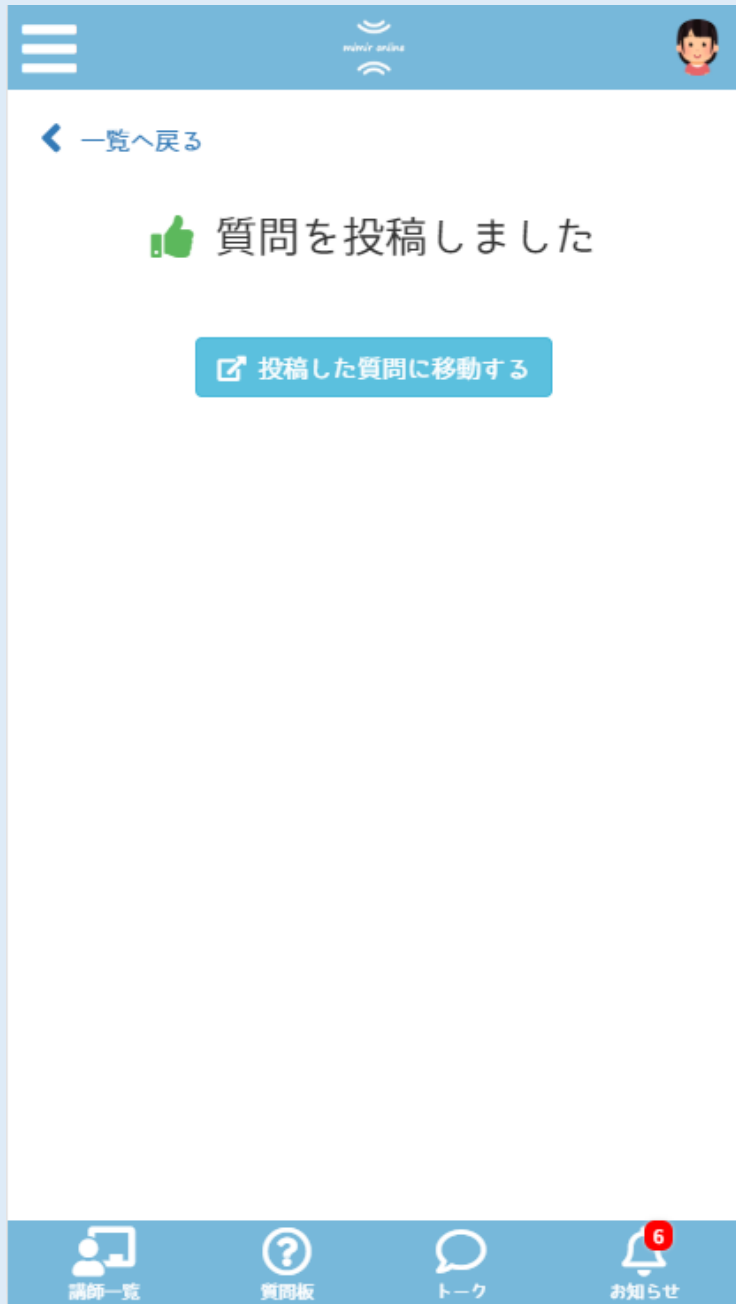 mimir online
一覧へ戻る
質問を投稿しました
投稿した質問に移動する
6
講師一覧
質問板
トーク
お知らせ